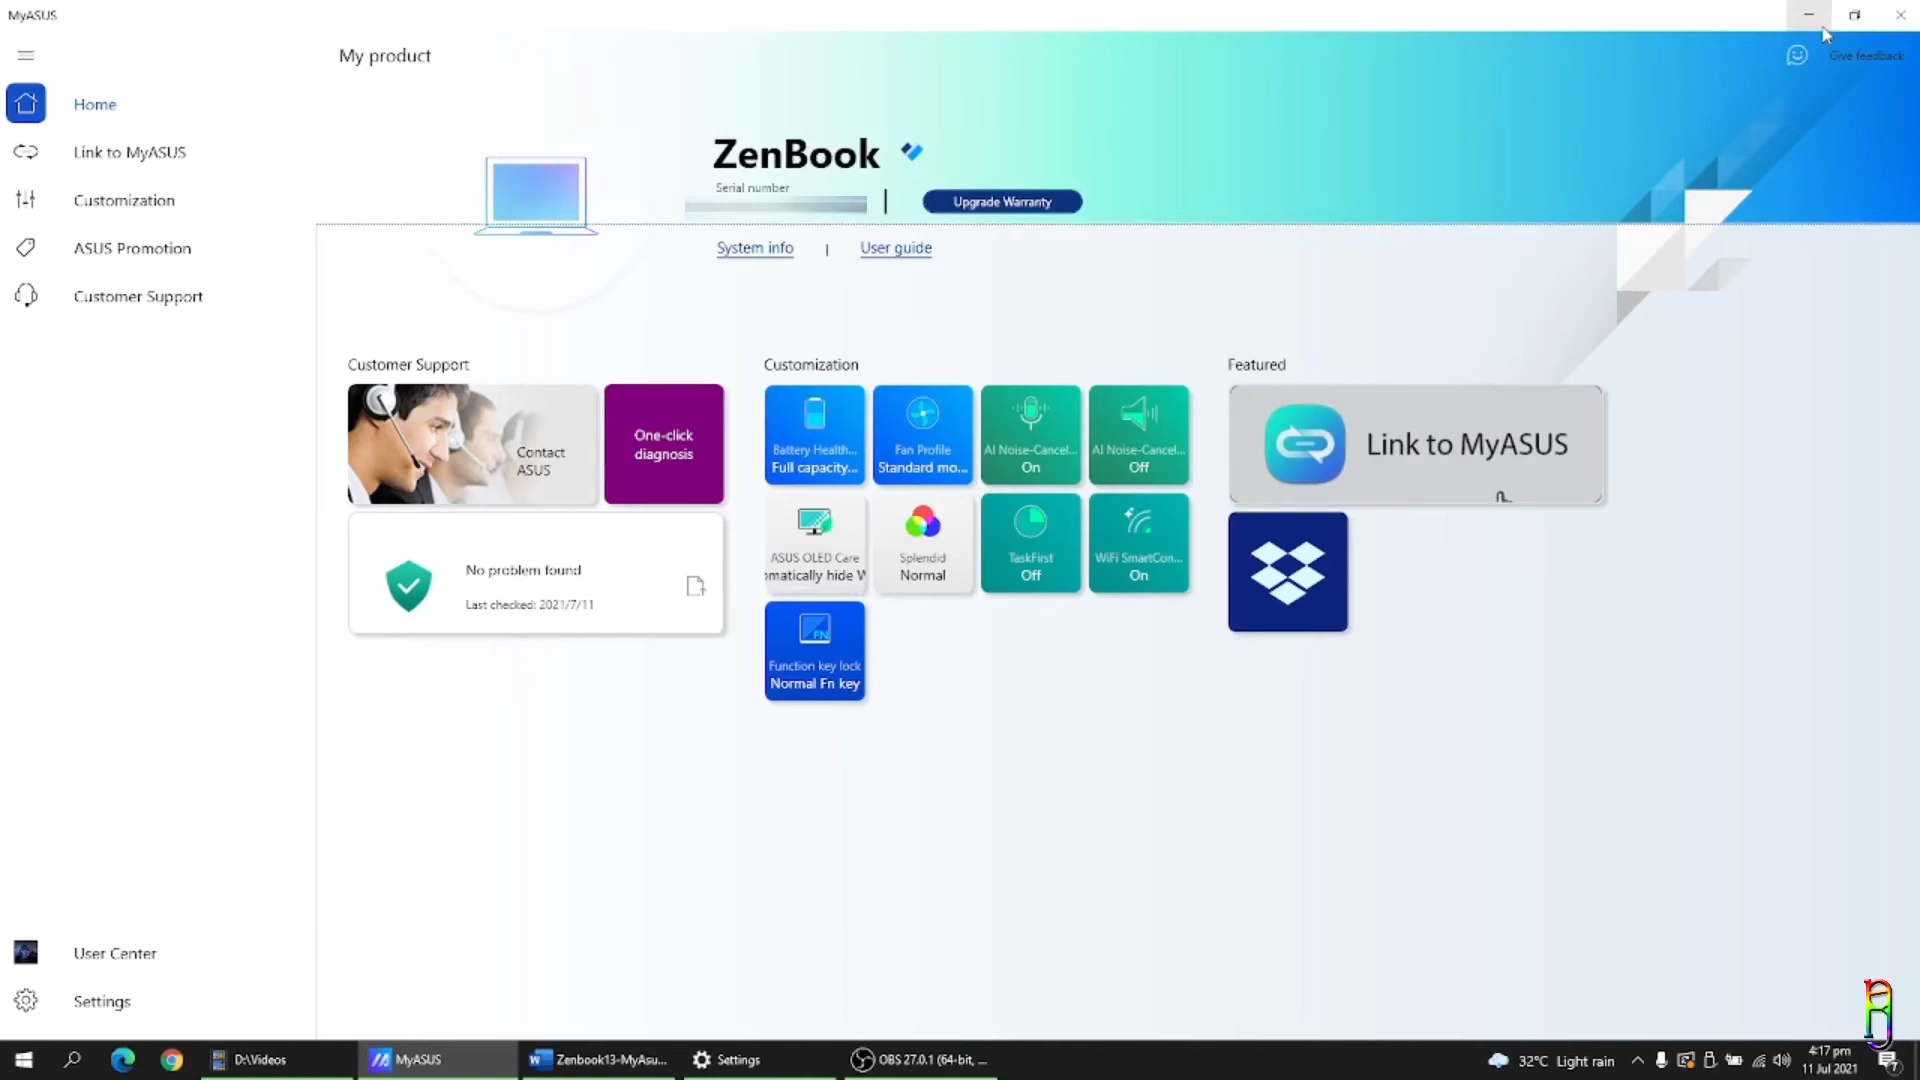 MyASUS
My product
Give feedback
Home
Link to MyASUS
Customization
ASUS Promotion
Customer Support
ZenBook
Serial number
Upgrade Warranty
System info | User guide
Customer Support
Contact
ASUS
One-click
diagnosis
No problem found
Last checked: 2021/7/11
Customization
Battery Health...
Full capacity...
Fan Profile
Standard mo...
AI Noise-Cancel...
On
AI Noise-Cancel...
Off
ASUS OLED Care
omatically hide W
Splendid
Normal
TaskFirst
Off
WiFi SmartCon...
On
FN
Function key lock
Normal Fn key
Featured
Link to MyASUS
User Center
Settings
D:\Videos
MyASUS
Zenbook13-MyAsu...
Settings
OBS 27.0.1 (64-bit, ...
32°C Light rain
4:17 pm
11 Jul 2021
7